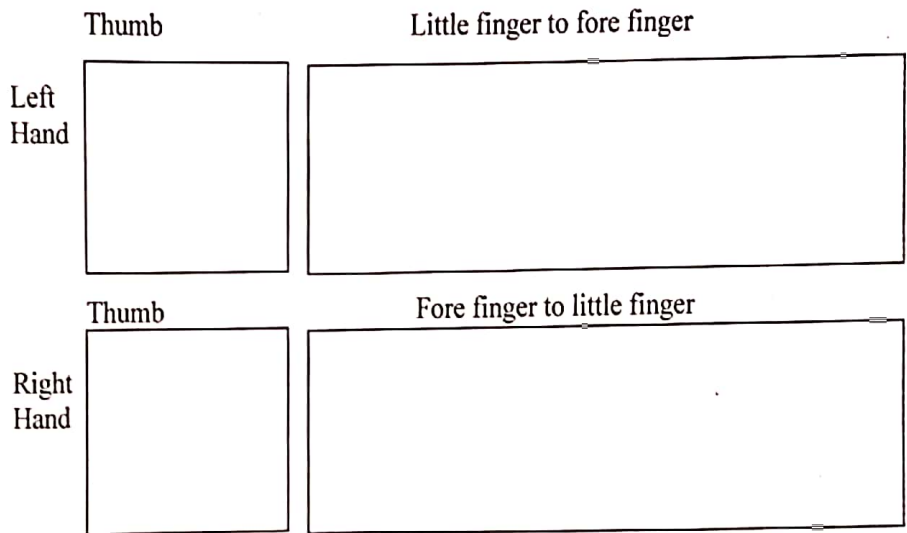 Thumb
Little finger to fore finger
Left
Hand
Thumb
Fore finger to little finger
Right
Hand